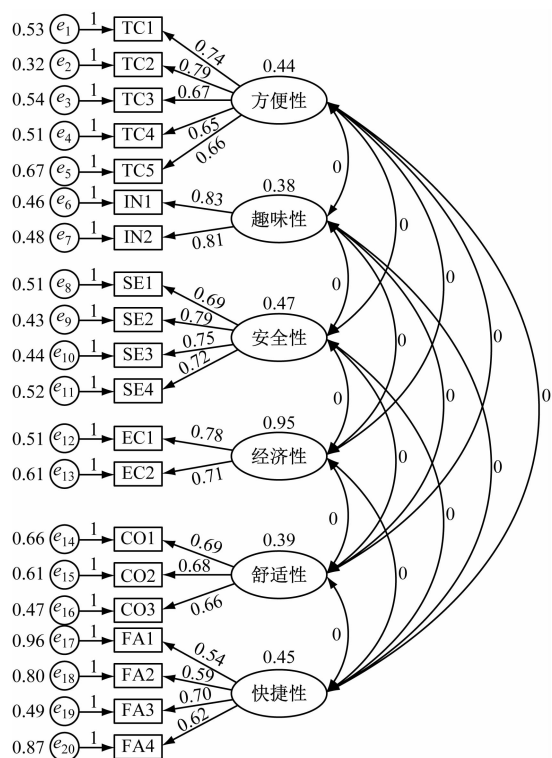 0.53 e1 1 TC1
0.74
0.32 e2 1 TC2
0.79
0.44
0.54 e3 1 TC3
0.67
方便性
0.51 e4 1 TC4
0.65
0.67 e5 1 TC5
0.66
0
0.46 e6 1 IN1
0.83
0.38
0.48 e7 1 IN2
0.81
趣味性
0
0
0.51 e8 1 SE1
0.69
0
0.43 e9 1 SE2
0.79
0.47
0.44 e10 1 SE3
0.75
安全性
0
0
0.52 e11 1 SE4
0.72
0
0
0
0.51 e12 1 EC1
0.78
0.95
0.61 e13 1 EC2
0.71
经济性
0
0
0
0
0.66 e14 1 CO1
0.69
0.39
0.61 e15 1 CO2
0.68
舒适性
0
0.47 e16 1 CO3
0.66
0.96 e17 1 FA1
0.54
0
0.80 e18 1 FA2
0.59
0.45
0.49 e19 1 FA3
0.70
快捷性
0.87 e20 1 FA4
0.62